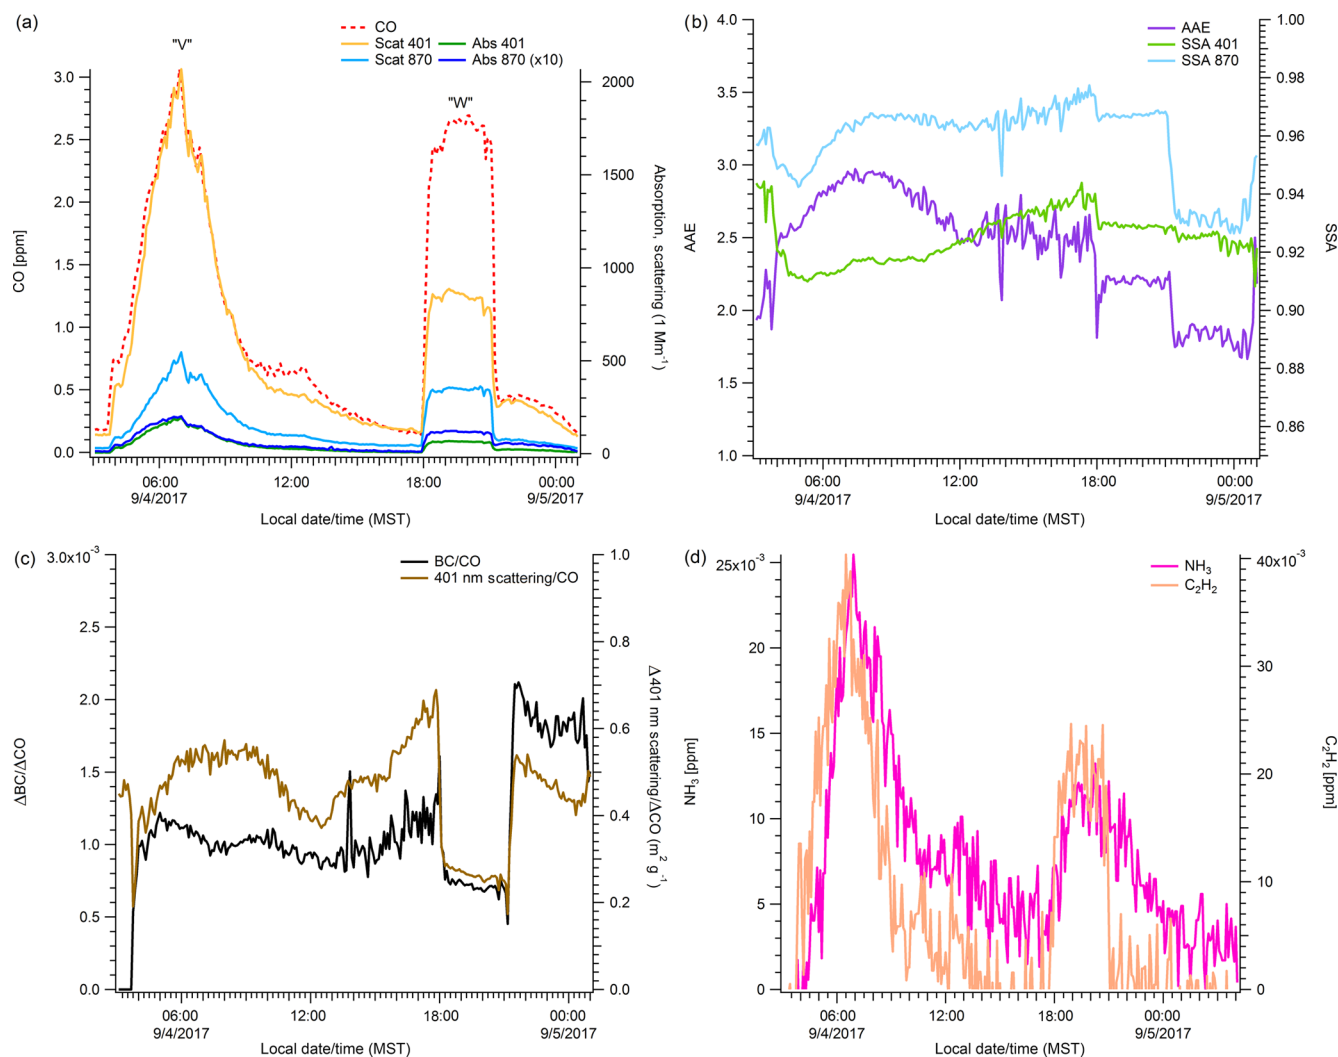 (a)
"V"
"W"
CO
Scat 401
Abs 401
Scat 870
Abs 870 (x10)
CO [ppm]
3.0
2.5
2.0
1.5
1.0
0.5
0.0
2000
1500
1000
500
0
Absorption, scattering (1 Mm⁻¹)
06:00
12:00
18:00
00:00
9/4/2017
9/5/2017
Local date/time (MST)
(b)
AAE
SSA 401
SSA 870
AAE
4.0
3.5
3.0
2.5
2.0
1.5
1.0
1.00
0.98
0.96
0.94
0.92
0.90
0.88
0.86
SSA
06:00
12:00
18:00
00:00
9/4/2017
9/5/2017
Local date/time (MST)
(c)
BC/CO
401 nm scattering/CO
ΔBC/ΔCO
3.0x10⁻³
2.5
2.0
1.5
1.0
0.5
0.0
1.0
0.8
0.6
0.4
0.2
0.0
Δ401 nm scattering/ΔCO (m² g⁻¹)
06:00
12:00
18:00
00:00
9/4/2017
9/5/2017
Local date/time (MST)
(d)
NH₃
C₂H₂
NH₃ [ppm]
25x10⁻³
20
15
10
5
0
40x10⁻³
30
20
10
0
C₂H₂ [ppm]
06:00
12:00
18:00
00:00
9/4/2017
9/5/2017
Local date/time (MST)